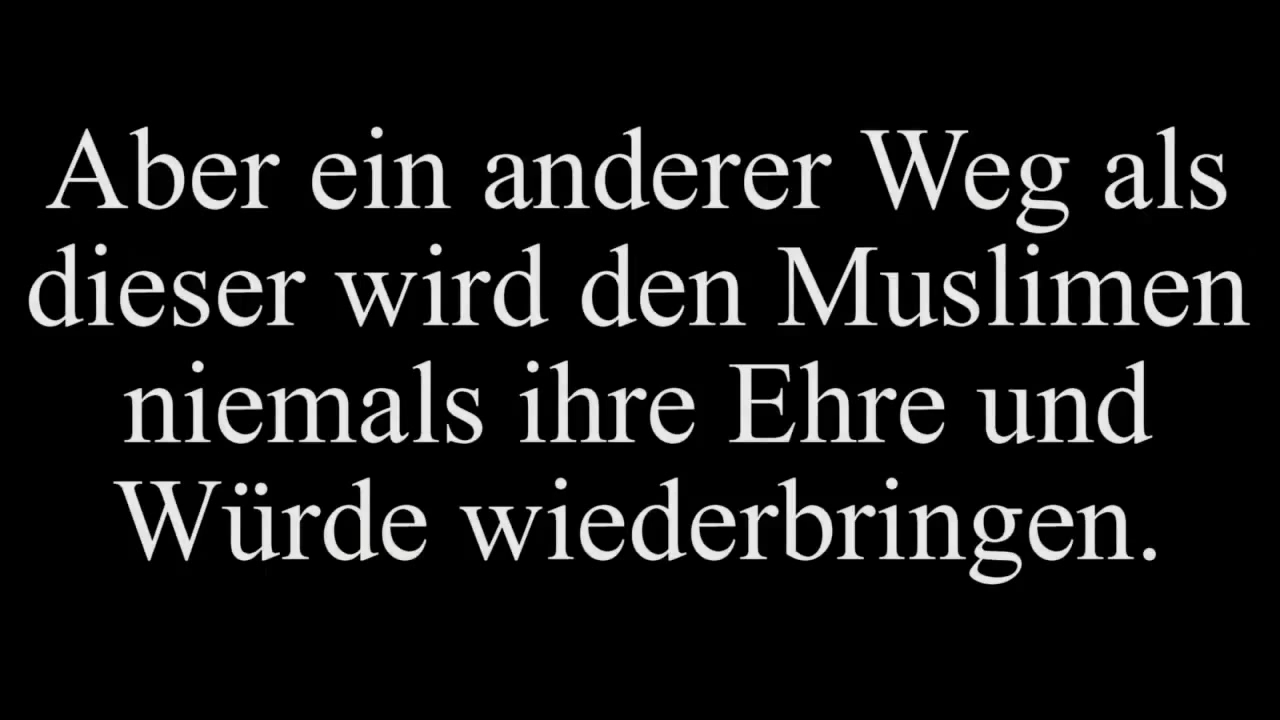 Aber ein anderer Weg als
dieser wird den Muslimen
niemals ihre Ehre und
Würde wiederbringen.